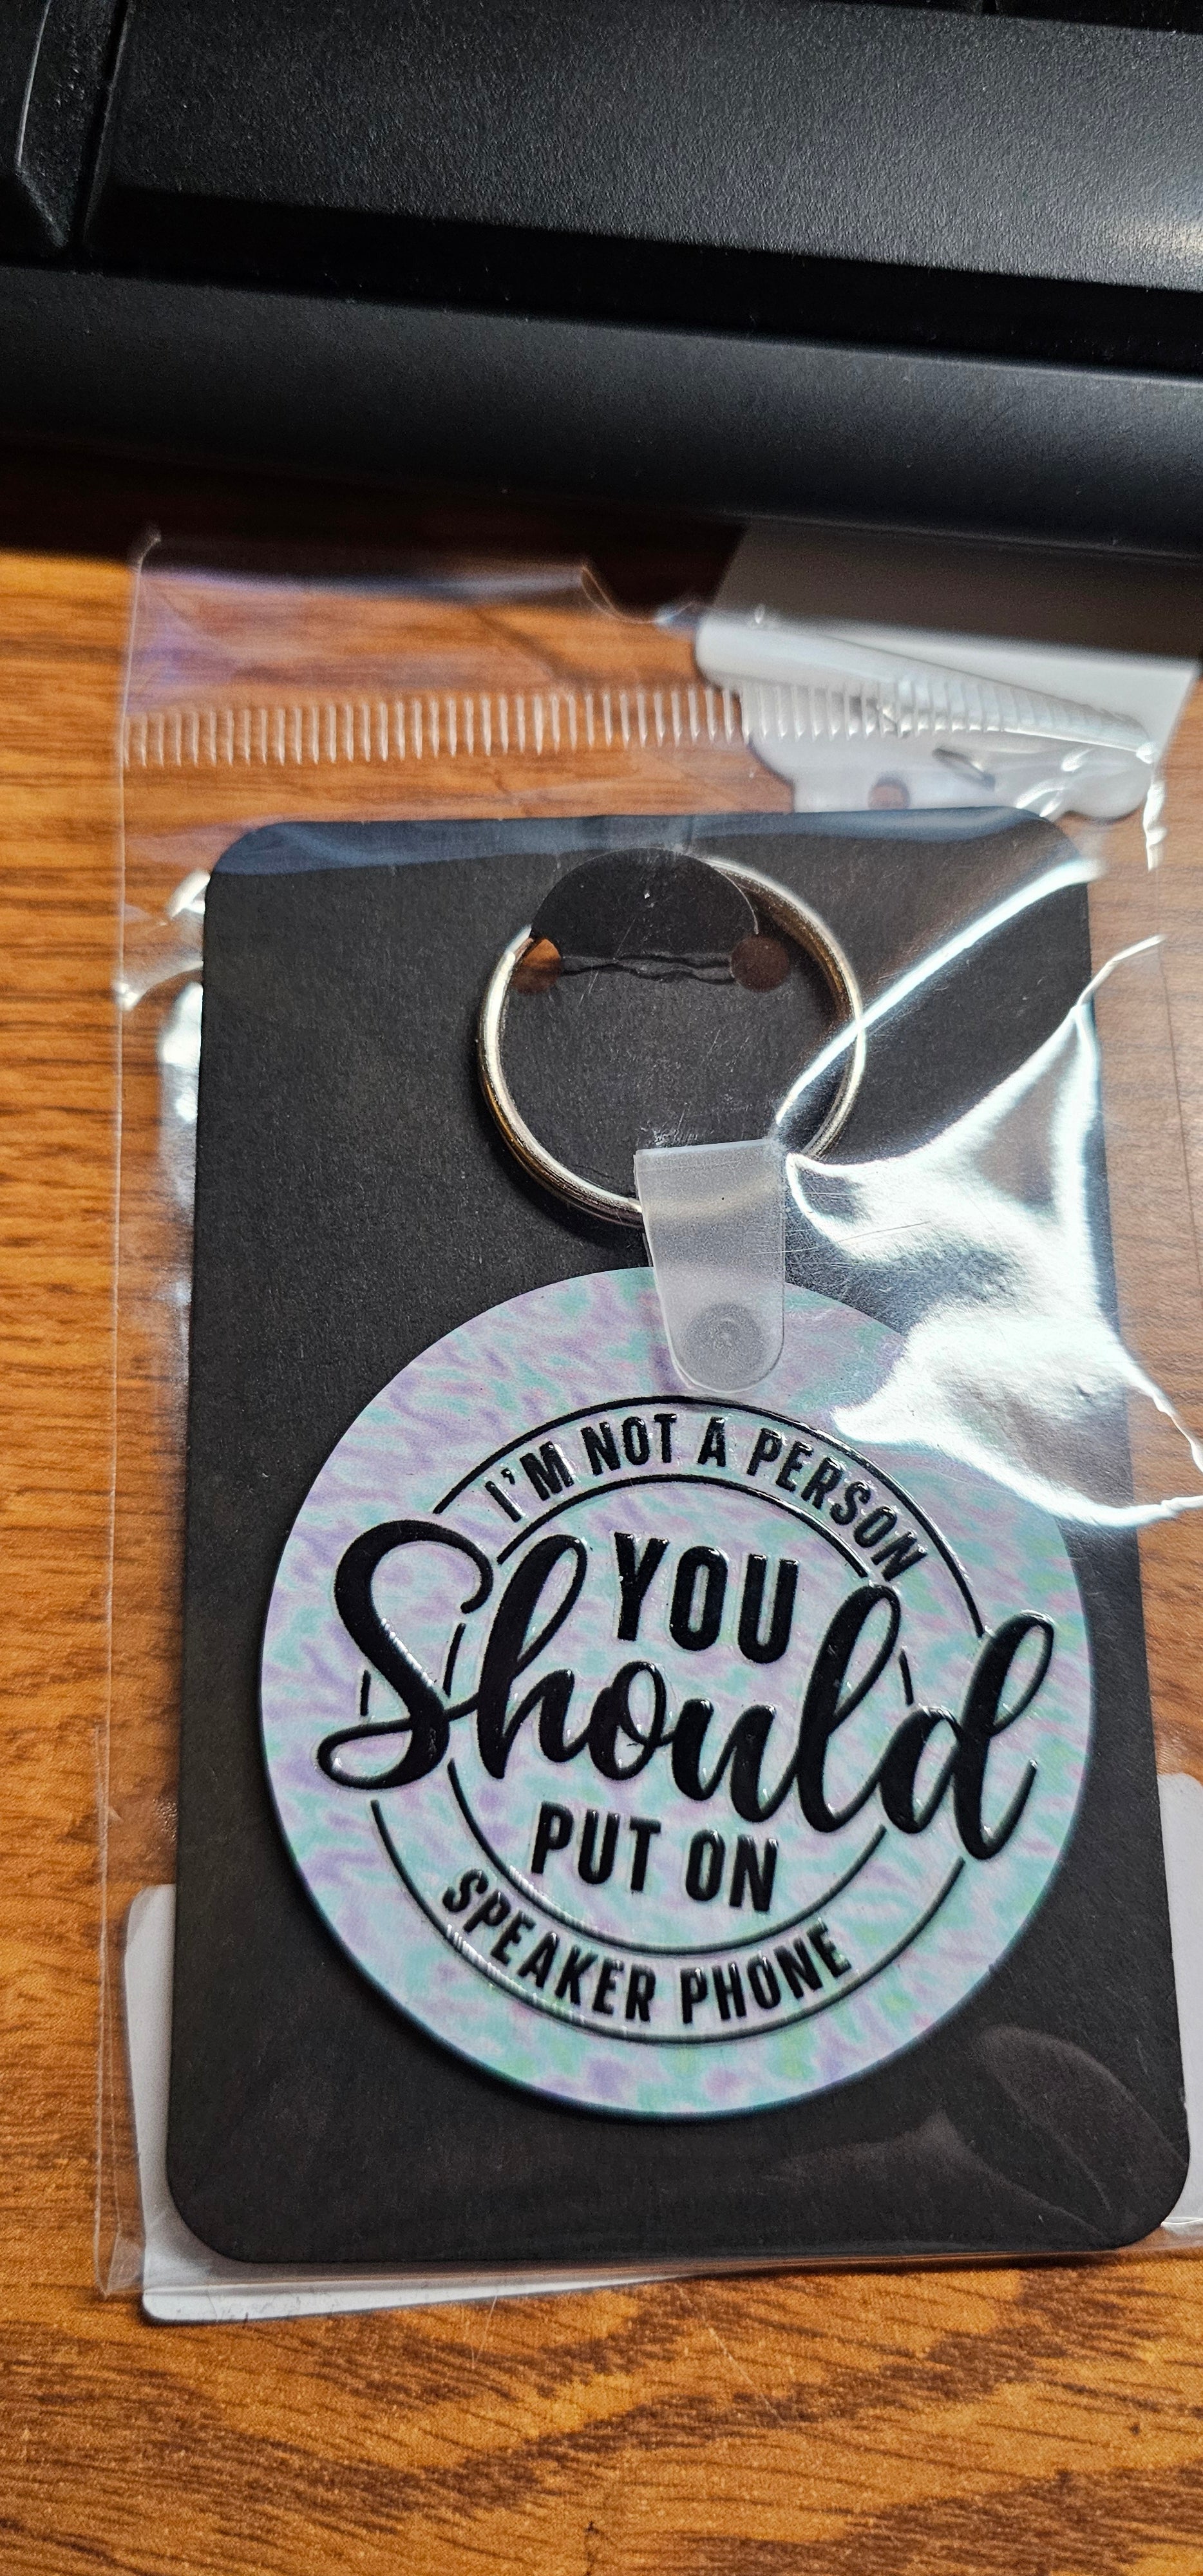 I'M NOT A PERSON
YOU
Should
PUT ON
SPEAKER PHONE